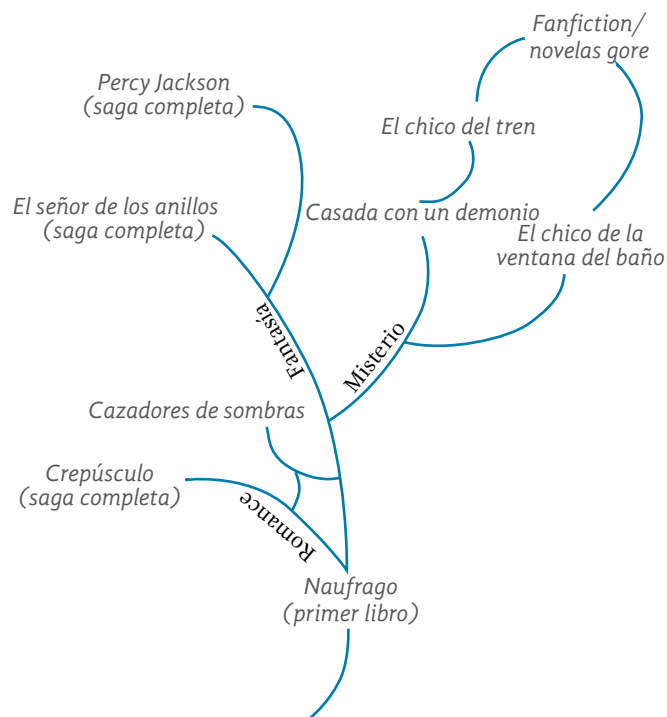 Fanfiction/
novelas gore
Percy Jackson
(saga completa)
El chico del tren
El señor de los anillos
(saga completa)
Casada con un demonio
El chico de la
ventana del baño
Fantasía
Misterio
Cazadores de sombras
Crepúsculo
(saga completa)
Romance
Naufrago
(primer libro)